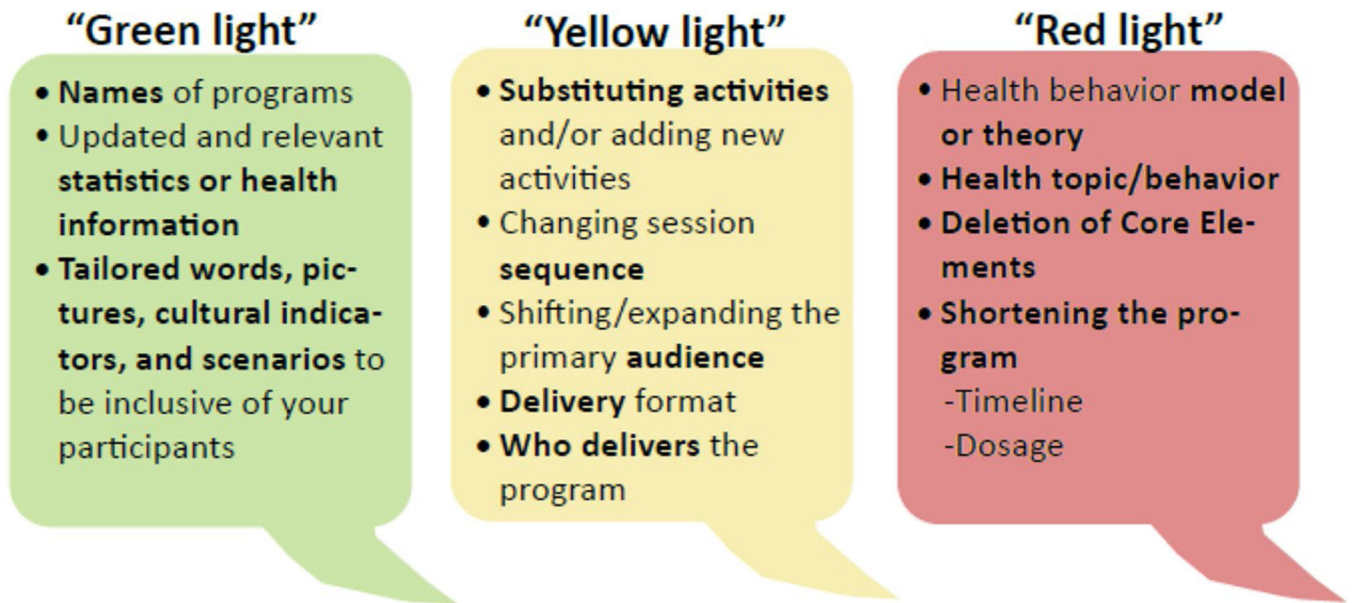 “Green light”
• Names of programs
• Updated and relevant
statistics or health
information
• Tailored words, pic-
tures, cultural indica-
tors, and scenarios to
be inclusive of your
participants
“Yellow light”
• Substituting activities
and/or adding new
activities
• Changing session
sequence
• Shifting/expanding the
primary audience
• Delivery format
• Who delivers the
program
“Red light”
• Health behavior model
or theory
• Health topic/behavior
• Deletion of Core Ele-
ments
• Shortening the pro-
gram
-Timeline
-Dosage